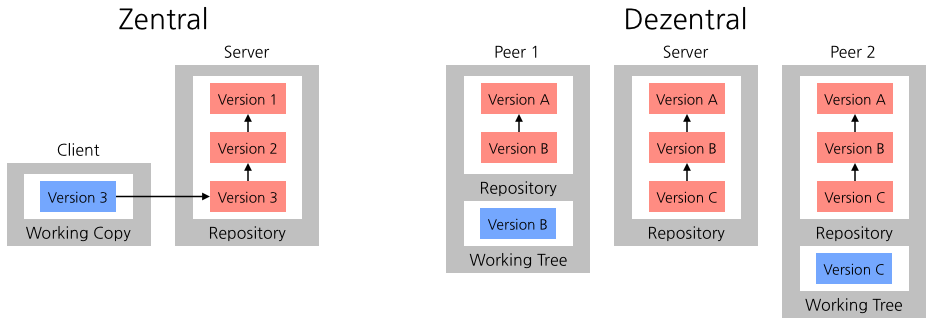 Zentral
Server
Version 1
Version 2
Version 3
Repository
Client
Version 3
Working Copy
Dezentral
Peer 1
Version A
Version B
Repository
Version B
Working Tree
Server
Version A
Version B
Version C
Repository
Peer 2
Version A
Version B
Version C
Repository
Version C
Working Tree